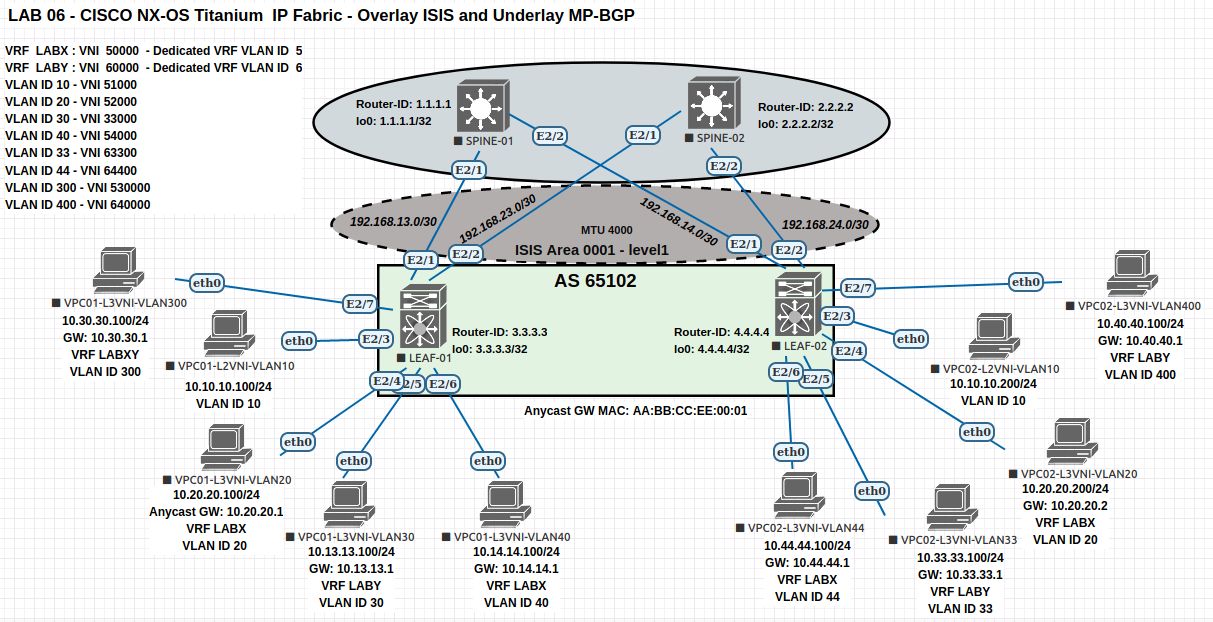 LAB 06 - CISCO NX-OS Titanium  IP Fabric - Overlay ISIS and Underlay MP-BGP
VRF  LABX : VNI  50000  - Dedicated VRF VLAN ID  5
VRF  LABY : VNI  60000  - Dedicated VRF VLAN ID  6
VLAN ID 10 - VNI 51000
VLAN ID 20 - VNI 52000
VLAN ID 30 - VNI 33000
VLAN ID 40 - VNI 54000
VLAN ID 33 - VNI 63300
VLAN ID 44 - VNI 64400
VLAN ID 300 - VNI 530000
VLAN ID 400 - VNI 640000
Router-ID: 1.1.1.1
lo0: 1.1.1.1/32
SPINE-01
Router-ID: 2.2.2.2
lo0: 2.2.2.2/32
SPINE-02
E2/2
E2/1
E2/1
E2/2
192.168.13.0/30
192.168.23.0/30
192.168.14.0/30
192.168.24.0/30
MTU 4000
ISIS Area 0001 - level1
E2/1
E2/2
E2/1
E2/2
AS 65102
Router-ID: 3.3.3.3
lo0: 3.3.3.3/32
LEAF-01
Router-ID: 4.4.4.4
lo0: 4.4.4.4/32
LEAF-02
E2/7
E2/3
E2/4
2/5
E2/6
E2/7
E2/3
E2/4
E2/6
E2/5
Anycast GW MAC: AA:BB:CC:EE:00:01
eth0
VPC01-L3VNI-VLAN300
10.30.30.100/24
GW: 10.30.30.1
VRF LABXY
VLAN ID 300
eth0
VPC01-L2VNI-VLAN10
10.10.10.100/24
VLAN ID 10
eth0
VPC01-L3VNI-VLAN20
10.20.20.100/24
Anycast GW: 10.20.20.1
VRF LABX
VLAN ID 20
eth0
VPC01-L3VNI-VLAN30
10.13.13.100/24
GW: 10.13.13.1
VRF LABY
VLAN ID 30
eth0
VPC01-L3VNI-VLAN40
10.14.14.100/24
GW: 10.14.14.1
VRF LABX
VLAN ID 40
eth0
VPC02-L3VNI-VLAN44
10.44.44.100/24
GW: 10.44.44.1
VRF LABX
VLAN ID 44
eth0
VPC02-L3VNI-VLAN33
10.33.33.100/24
GW: 10.33.33.1
VRF LABY
VLAN ID 33
eth0
VPC02-L3VNI-VLAN20
10.20.20.200/24
GW: 10.20.20.2
VRF LABX
VLAN ID 20
eth0
VPC02-L2VNI-VLAN10
10.10.10.200/24
VLAN ID 10
eth0
VPC02-L3VNI-VLAN400
10.40.40.100/24
GW: 10.40.40.1
VRF LABY
VLAN ID 400